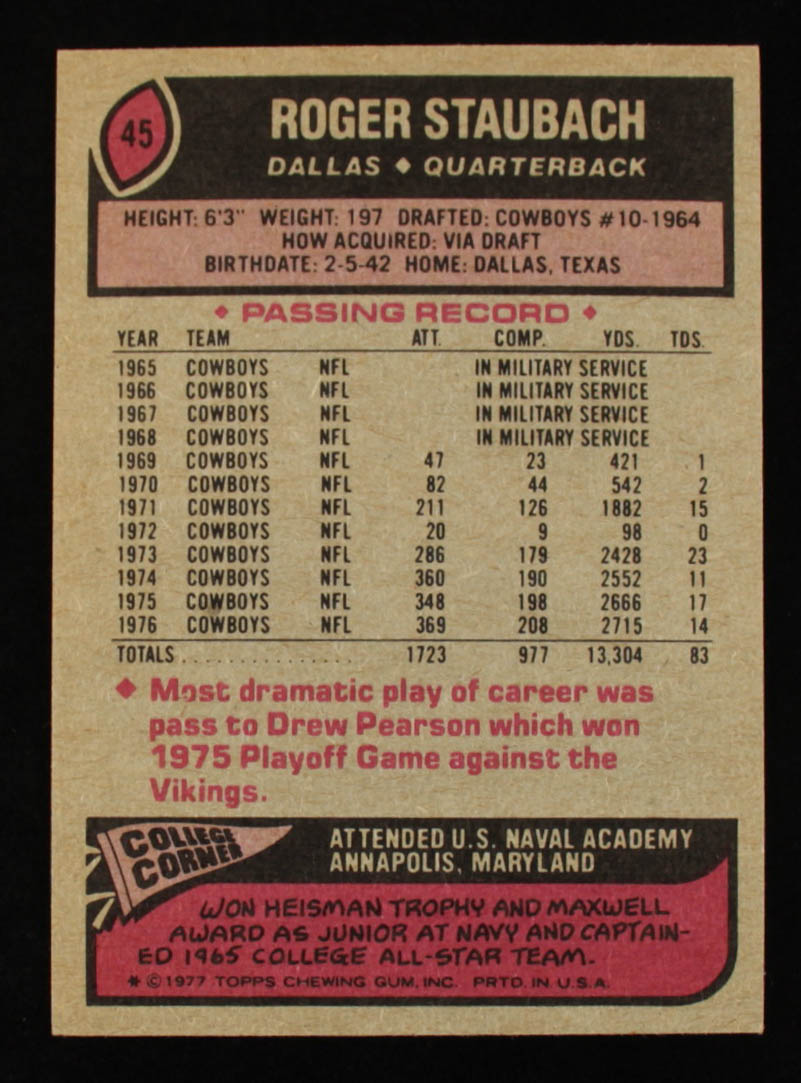 45
ROGER STAUBACH
DALLAS ◆ QUARTERBACK
HEIGHT: 6'3" WEIGHT: 197 DRAFTED: COWBOYS #10-1964
HOW ACQUIRED: VIA DRAFT
BIRTHDATE: 2-5-42 HOME: DALLAS, TEXAS
◆ PASSING RECORD ◆
YEAR TEAM ATT. COMP. YDS. TDS.
1965 COWBOYS NFL IN MILITARY SERVICE
1966 COWBOYS NFL IN MILITARY SERVICE
1967 COWBOYS NFL IN MILITARY SERVICE
1968 COWBOYS NFL IN MILITARY SERVICE
1969 COWBOYS NFL 47 23 421 1
1970 COWBOYS NFL 82 44 542 2
1971 COWBOYS NFL 211 126 1882 15
1972 COWBOYS NFL 20 9 98 0
1973 COWBOYS NFL 286 179 2428 23
1974 COWBOYS NFL 360 190 2552 11
1975 COWBOYS NFL 348 198 2666 17
1976 COWBOYS NFL 369 208 2715 14
TOTALS . . . . . . . . . . . . . . . 1723 977 13,304 83
◆ Most dramatic play of career was
pass to Drew Pearson which won
1975 Playoff Game against the
Vikings.
COLLEGE
CORNER
ATTENDED U.S. NAVAL ACADEMY
ANNAPOLIS, MARYLAND
WON HEISMAN TROPHY AND MAXWELL
AWARD AS JUNIOR AT NAVY AND CAPTAIN-
ED 1965 COLLEGE ALL-STAR TEAM.
* © 1977 TOPPS CHEWING GUM, INC. PRTD. IN U.S.A.